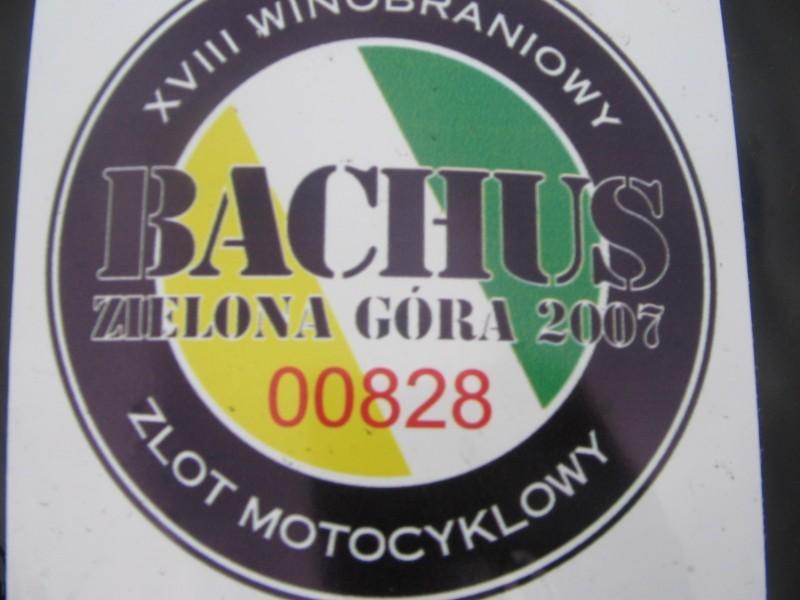 XVIII WINOBRANIOWY
BACHUS
ZIELONA GÓRA 2007
00828
ZLOT MOTOCYKLOWY